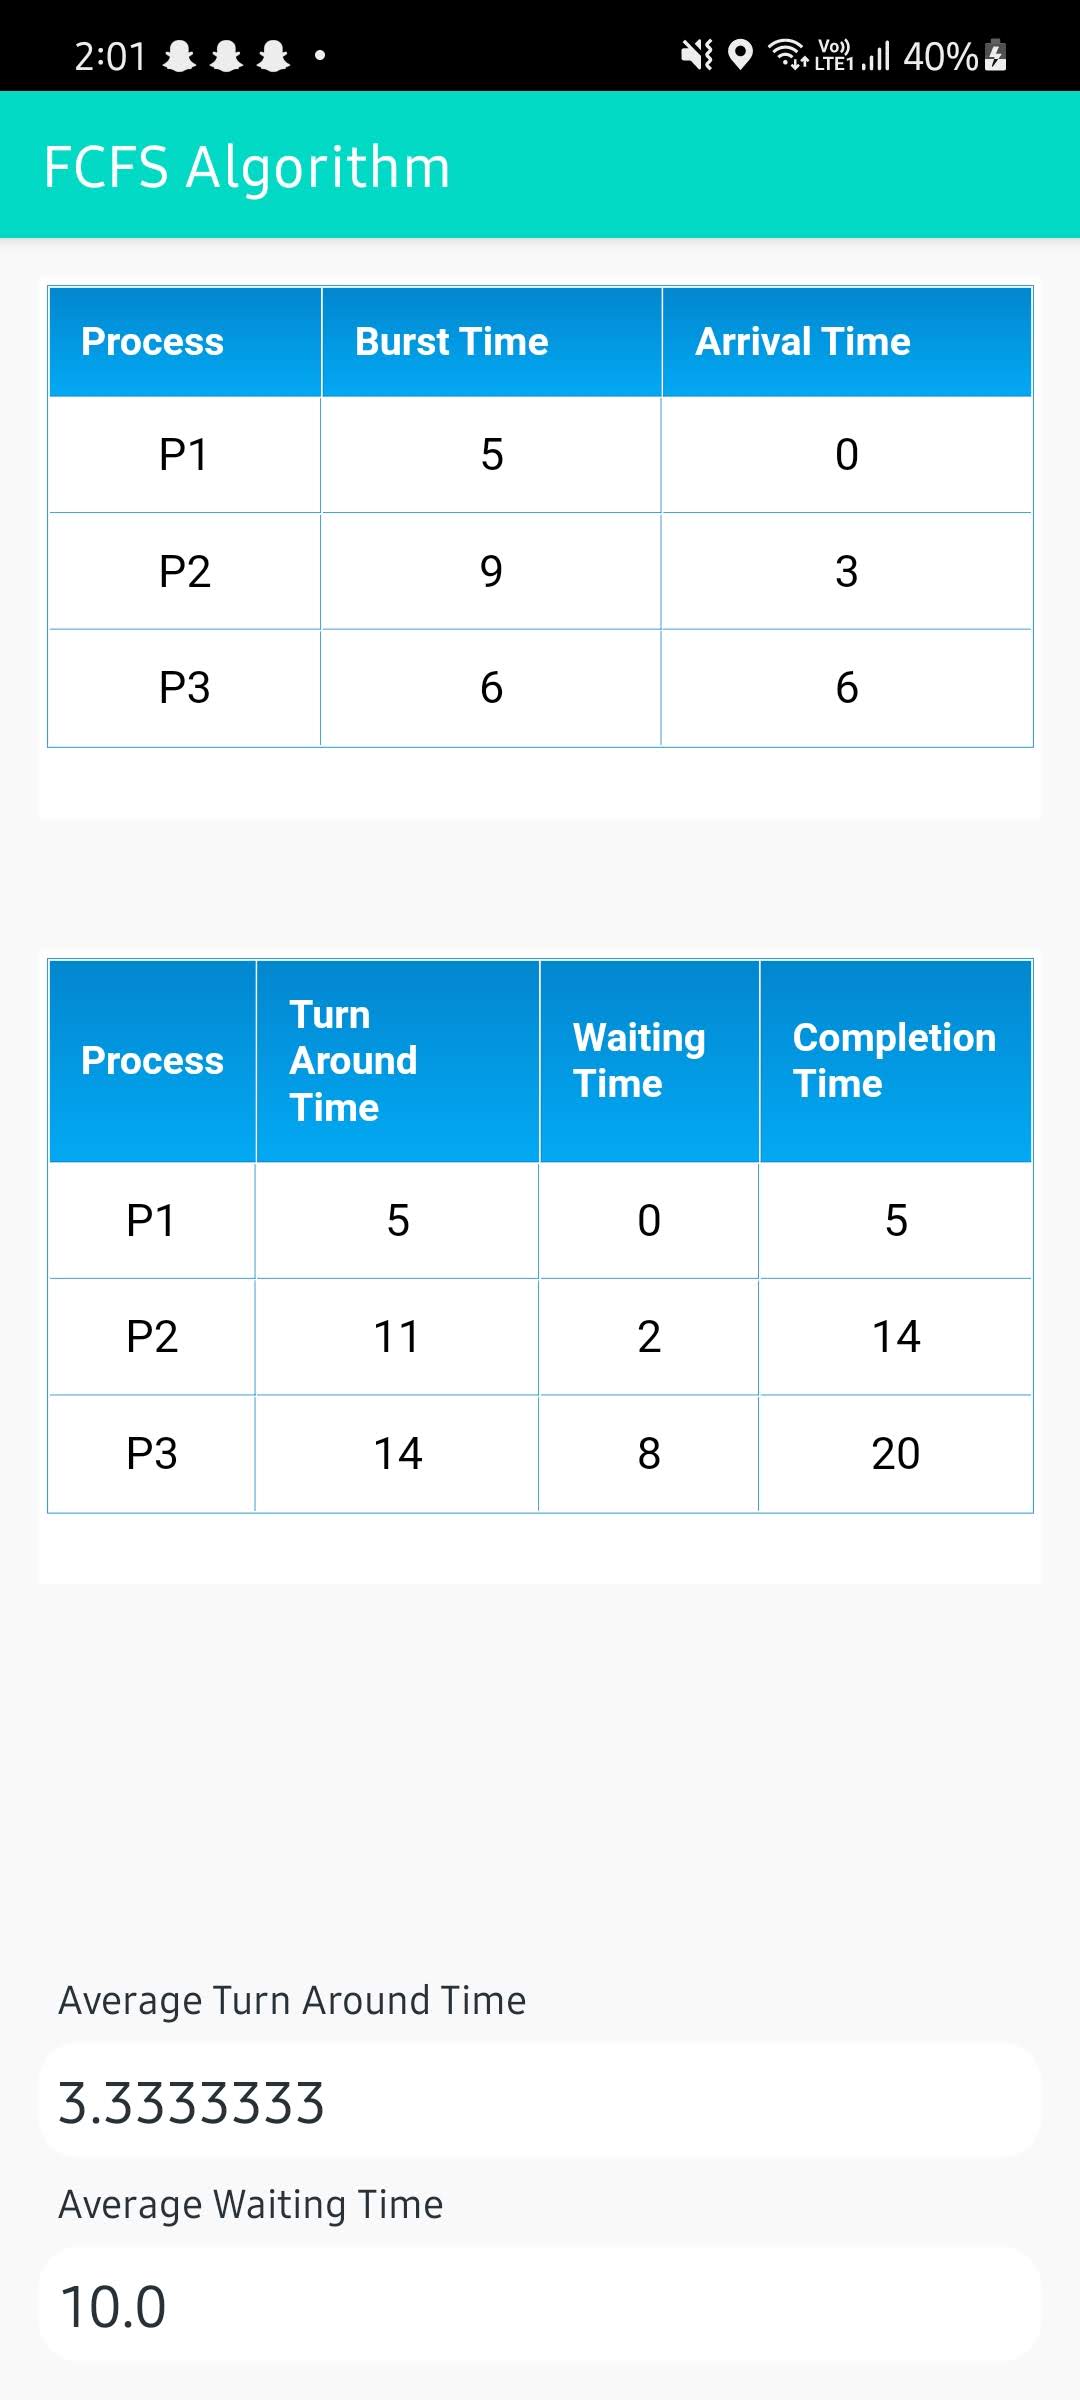 2:01
Vo)) LTE1 40%
FCFS Algorithm
Process Burst Time Arrival Time
P1 5 0
P2 9 3
P3 6 6
Process Turn Around Time Waiting Time Completion Time
P1 5 0 5
P2 11 2 14
P3 14 8 20
Average Turn Around Time
3.3333333
Average Waiting Time
10.0